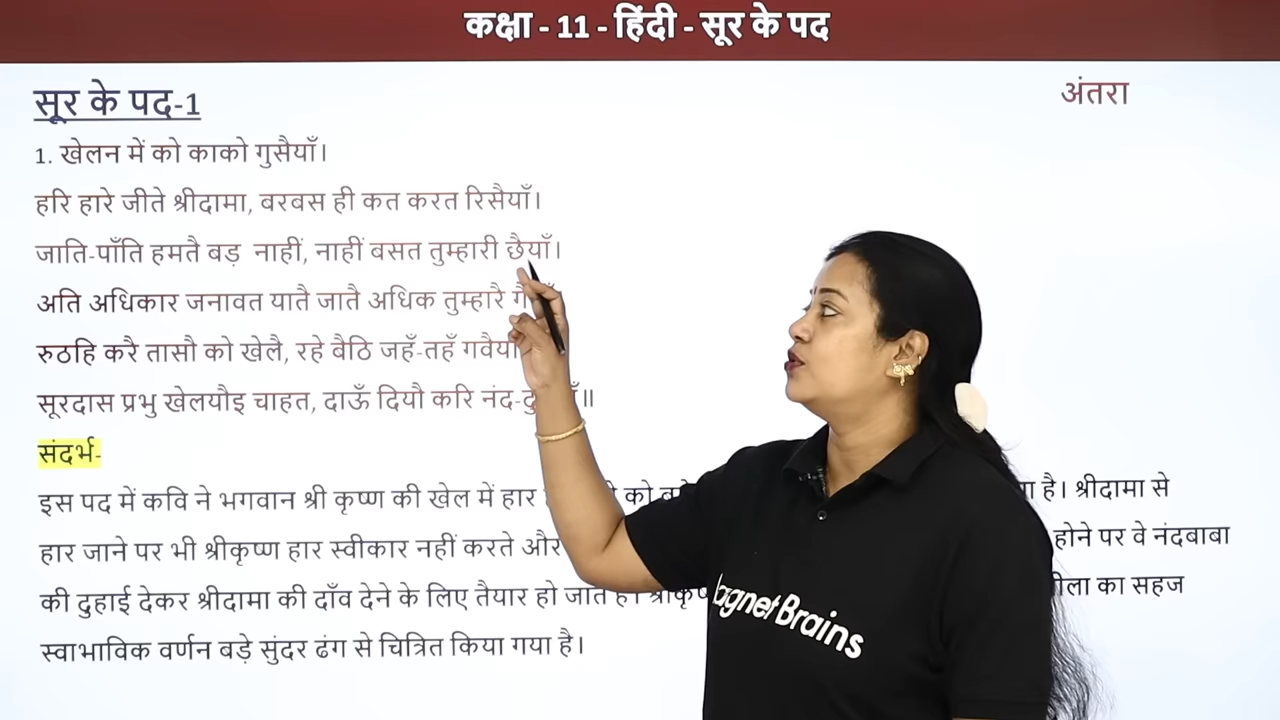 कक्षा - 11 - हिंदी - सूर के पद
सूर के पद-1
अंतरा
1. खेलन में को काको गुसैयाँ।
हरि हारे जीते श्रीदामा, वरवस ही कत करत रिसैयाँ।
जाति-पाँति हमतै बड़ नाहीं, नाहीं बसत तुम्हारी छैयाँ।
अति अधिकार जनावत यातै जातै अधिक तुम्हारै
रुठहि करै तासौ को खेलै, रहे वैठि जहँ-तहँ
सूरदास प्रभु खेलयौइ चाहत, दाऊँ दियौ करि
संदर्भ-
इस पद में कवि ने भगवान श्री कृष्ण की खेल में हार को है। श्रीदामा से
हार जाने पर भी श्रीकृष्ण हार स्वीकार नहीं करते और होने पर वे नंदबाबा
की दुहाई देकर श्रीदामा की दाँव देने के लिए तैयार हो जाते का सहज
स्वाभाविक वर्णन बड़े सुंदर ढंग से चित्रित किया गया है।
Brains